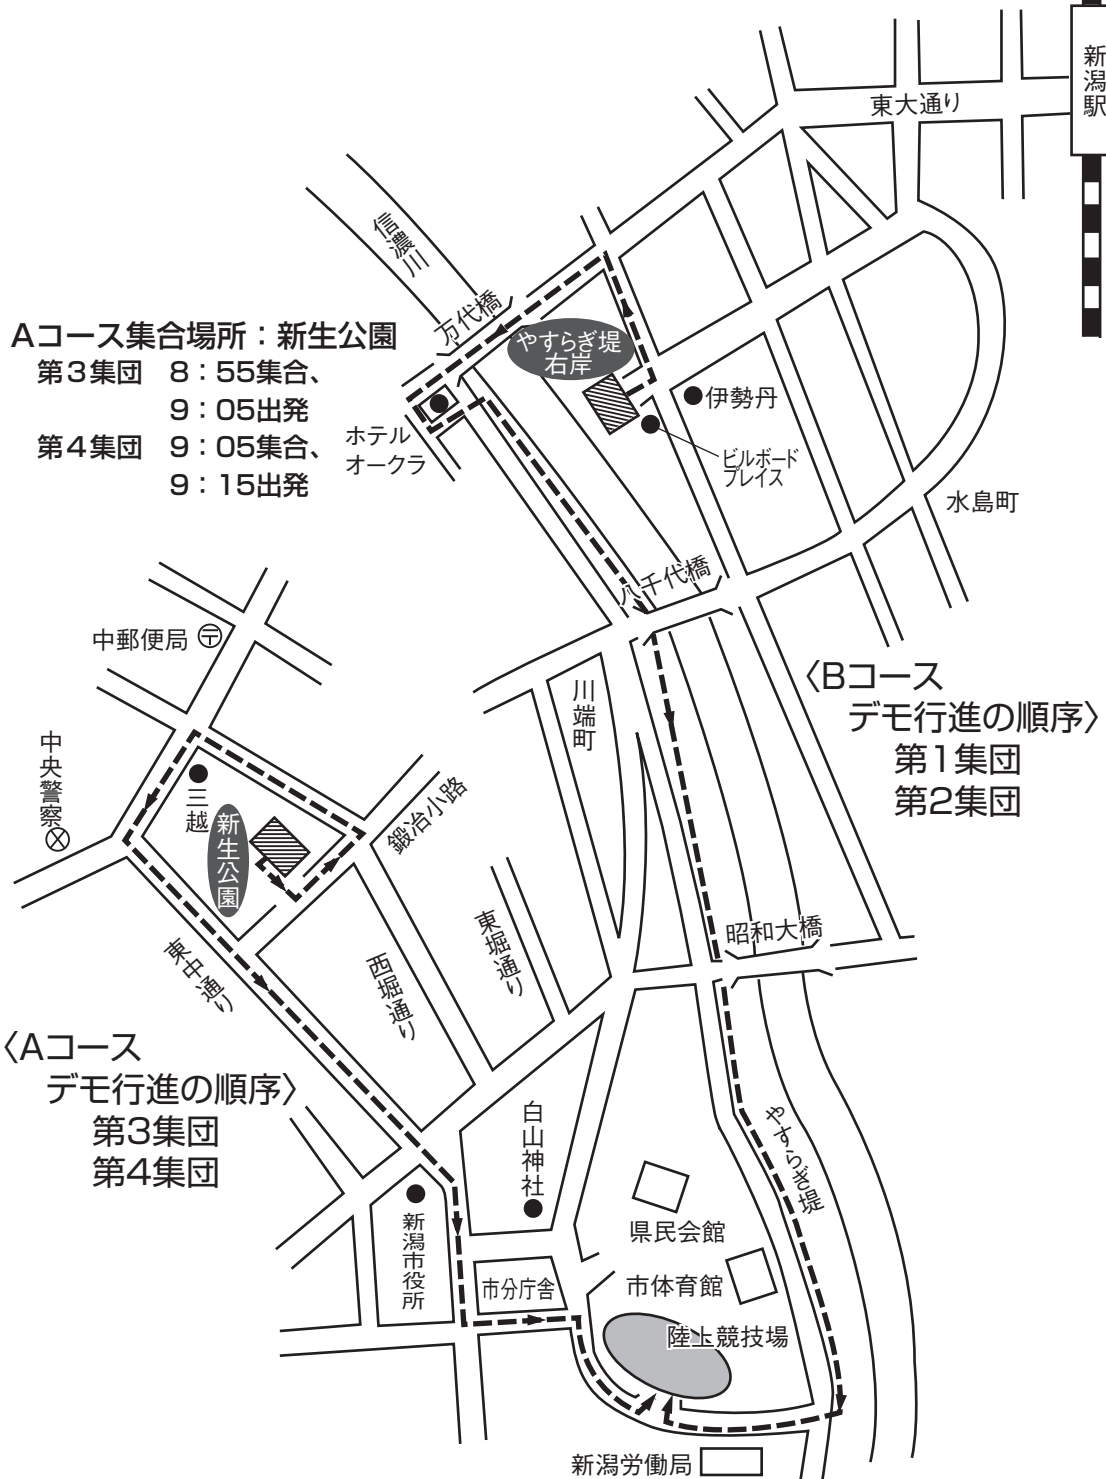 新潟駅
東大通り
信濃川
万代橋
Aコース集合場所：新生公園
第3集団　8：55集合、
9：05出発
第4集団　9：05集合、
9：15出発
やすらぎ堤
右岸
伊勢丹
ビルボード
プレイス
ホテル
オークラ
水島町
八千代橋
中郵便局
〈Bコース
デモ行進の順序〉
第1集団
第2集団
川端町
中央警察
三越
新生公園
鍛冶小路
東堀通り
西堀通り
東中通り
昭和大橋
〈Aコース
デモ行進の順序〉
第3集団
第4集団
白山神社
やすらぎ堤
新潟市役所
県民会館
市分庁舎
市体育館
陸上競技場
新潟労働局